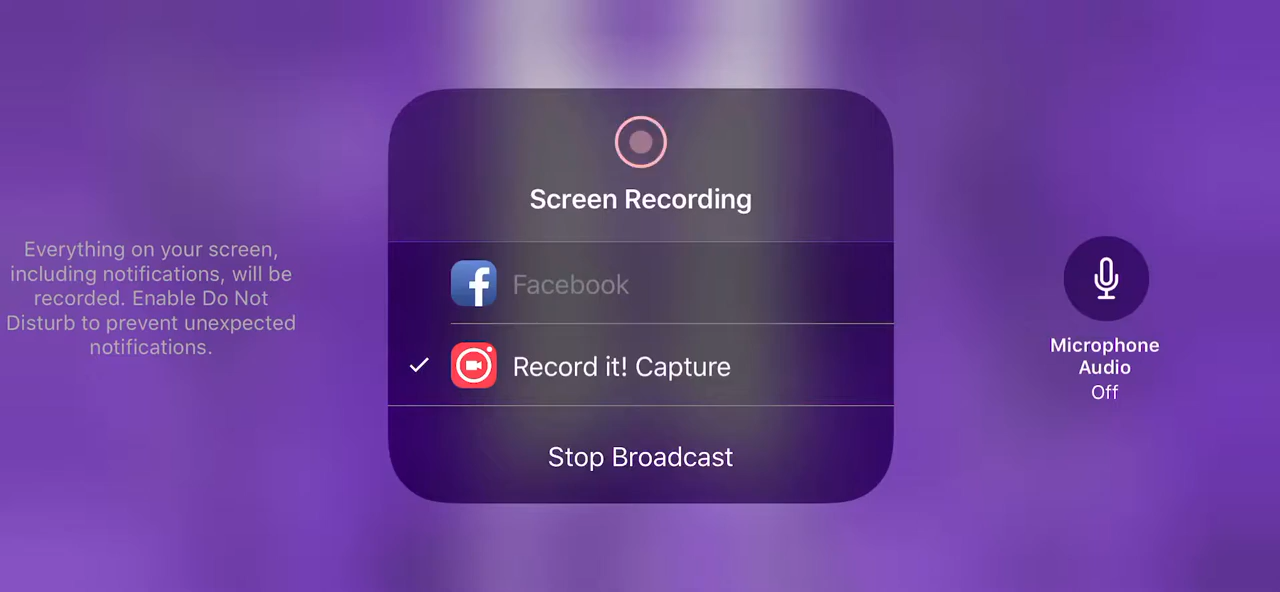 Screen Recording
Everything on your screen,
including notifications, will be
recorded. Enable Do Not
Disturb to prevent unexpected
notifications.
Facebook
Record it! Capture
Stop Broadcast
Microphone
Audio
Off